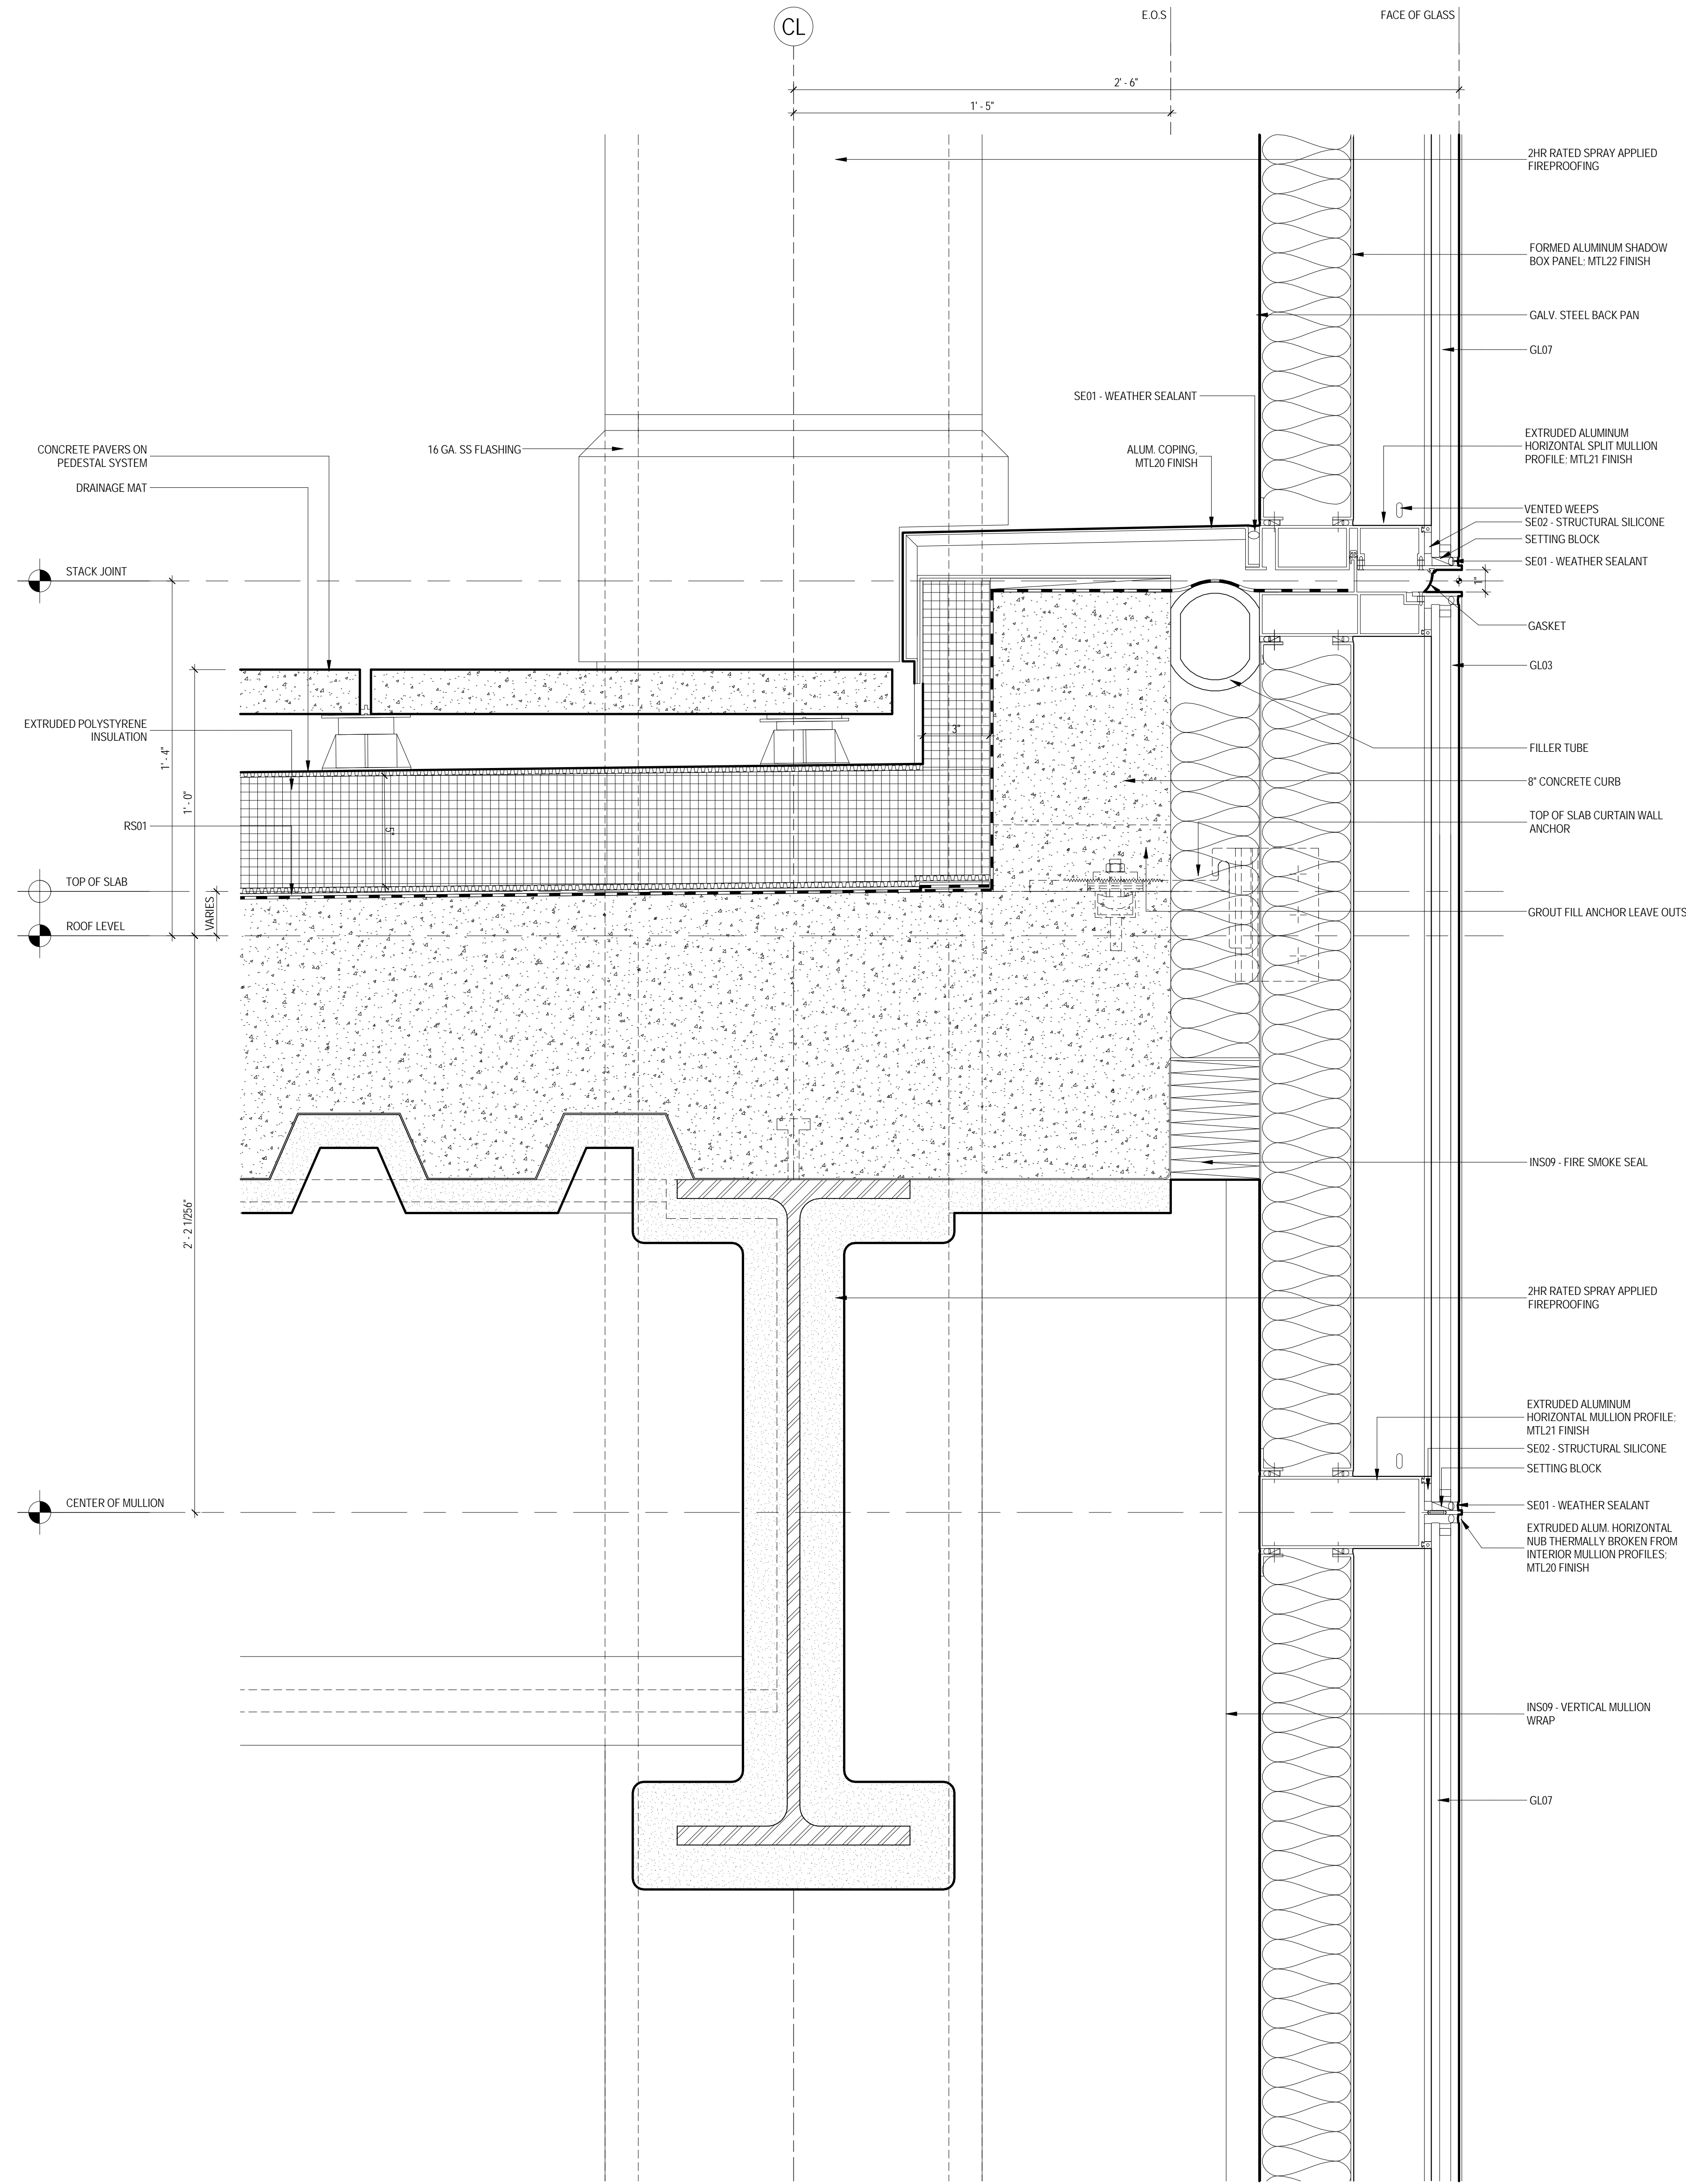 CL
E.O.S
FACE OF GLASS
2' - 6"
1' - 5"
2HR RATED SPRAY APPLIED
FIREPROOFING
FORMED ALUMINUM SHADOW
BOX PANEL; MTL22 FINISH
GALV. STEEL BACK PAN
GL07
SE01 - WEATHER SEALANT
16 GA. SS FLASHING
ALUM. COPING,
MTL20 FINISH
CONCRETE PAVERS ON
PEDESTAL SYSTEM
DRAINAGE MAT
EXTRUDED ALUMINUM
HORIZONTAL SPLIT MULLION
PROFILE; MTL21 FINISH
VENTED WEEPS
SE02 - STRUCTURAL SILICONE
SETTING BLOCK
SE01 - WEATHER SEALANT
STACK JOINT
1"
GASKET
GL03
EXTRUDED POLYSTYRENE
INSULATION
3"
FILLER TUBE
1' - 4"
1' - 0"
8" CONCRETE CURB
5"
RS01
TOP OF SLAB CURTAIN WALL
ANCHOR
TOP OF SLAB
VARIES
GROUT FILL ANCHOR LEAVE OUTS
ROOF LEVEL
INS09 - FIRE SMOKE SEAL
2' - 2 1/256"
2HR RATED SPRAY APPLIED
FIREPROOFING
EXTRUDED ALUMINUM
HORIZONTAL MULLION PROFILE;
MTL21 FINISH
SE02 - STRUCTURAL SILICONE
SETTING BLOCK
CENTER OF MULLION
SE01 - WEATHER SEALANT
EXTRUDED ALUM. HORIZONTAL
NUB THERMALLY BROKEN FROM
INTERIOR MULLION PROFILES;
MTL20 FINISH
INS09 - VERTICAL MULLION
WRAP
GL07